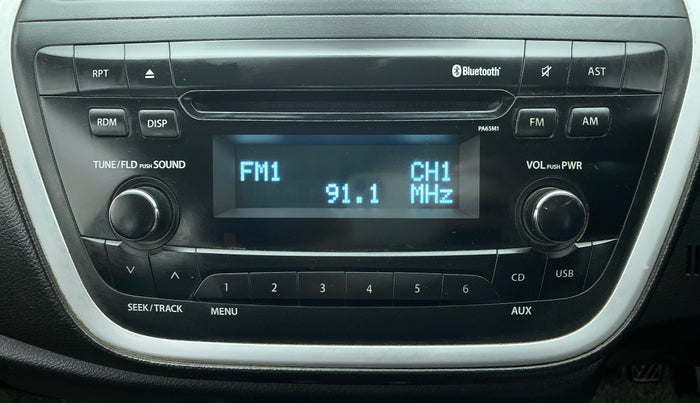 RPT
Bluetooth
AST
RDM DISP
PA6SM1
FM AM
TUNE/FLD PUSH SOUND
VOL PUSH PWR
FM1 CH1
91.1 MHz
1 2 3 4 5 6
CD USB
SEEK/TRACK
MENU
AUX